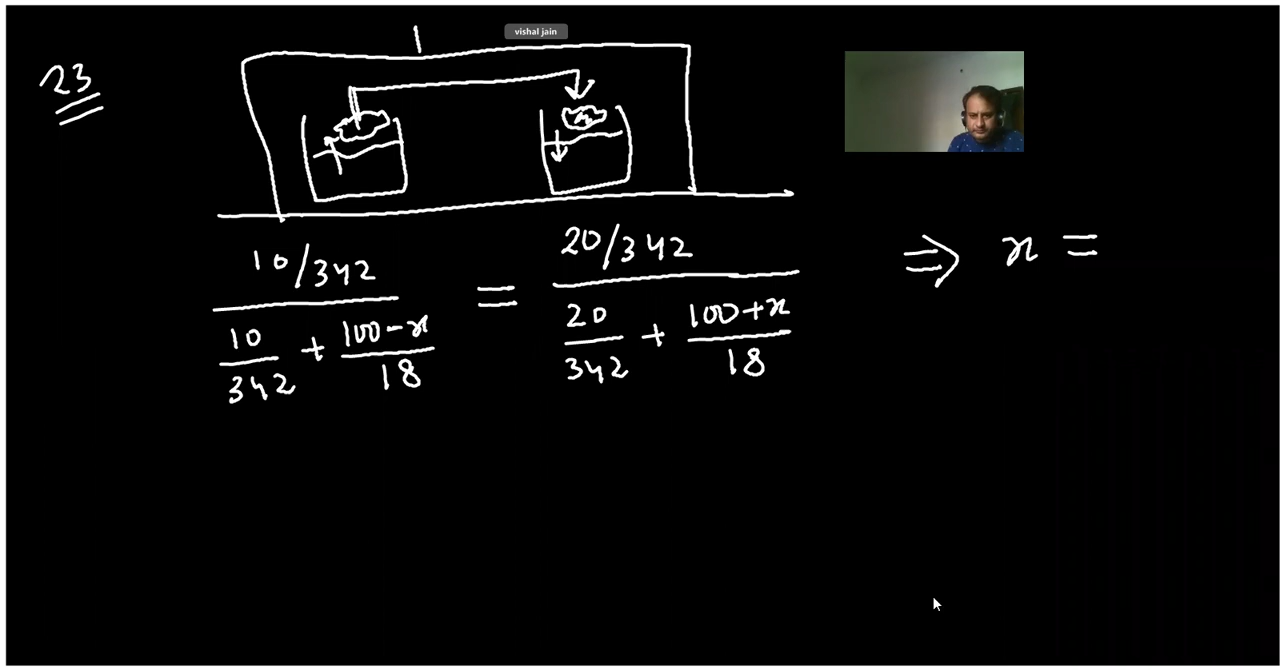 vishal jain
23
10/342 / (10/342 + (100-x)/18) = 20/342 / (20/342 + (100+x)/18) ⇒ x =